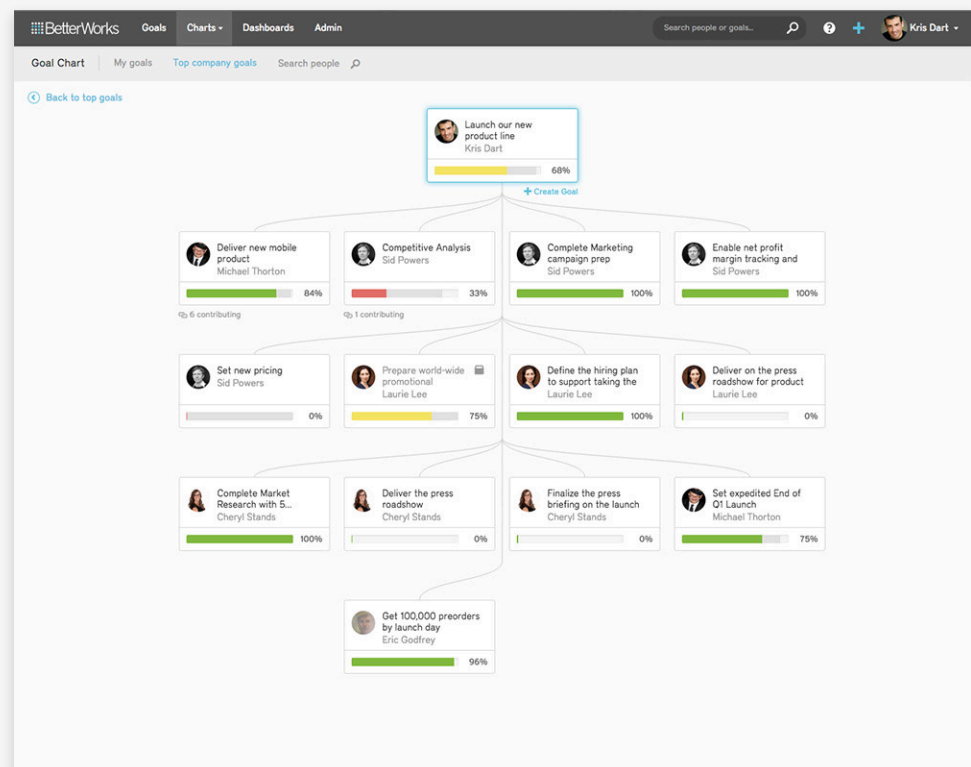 BetterWorks Goals Charts Dashboards Admin Search people or goals... ? + Kris Dart
Goal Chart My goals Top company goals Search people
Back to top goals
Launch our new
product line
Kris Dart
68%
+ Create Goal
Deliver new mobile
product
Michael Thorton
84%
6 contributing
Competitive Analysis
Sid Powers
33%
1 contributing
Complete Marketing
campaign prep
Sid Powers
100%
Enable net profit
margin tracking and
Sid Powers
100%
Set new pricing
Sid Powers
0%
Prepare world-wide
promotional
Laurie Lee
75%
Define the hiring plan
to support taking the
Laurie Lee
100%
Deliver on the press
roadshow for product
Laurie Lee
0%
Complete Market
Research with 5...
Cheryl Stands
100%
Deliver the press
roadshow
Cheryl Stands
0%
Finalize the press
briefing on the launch
Cheryl Stands
0%
Set expedited End of
Q1 Launch
Michael Thorton
75%
Get 100,000 preorders
by launch day
Eric Godfrey
96%